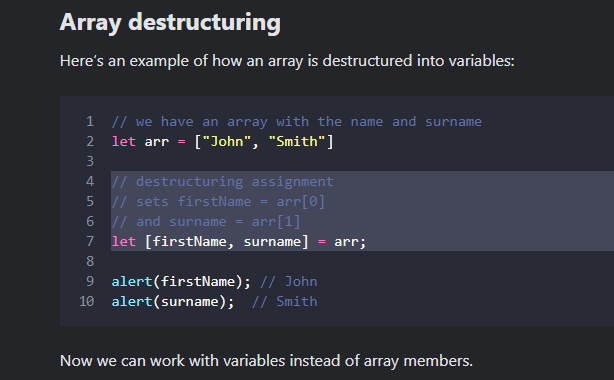 Array destructuring
Here's an example of how an array is destructured into variables:
1 // we have an array with the name and surname
2 let arr = ["John", "Smith"]
3
4 // destructuring assignment
5 // sets firstName = arr[0]
6 // and surname = arr[1]
7 let [firstName, surname] = arr;
8
9 alert(firstName); // John
10 alert(surname);  // Smith
Now we can work with variables instead of array members.